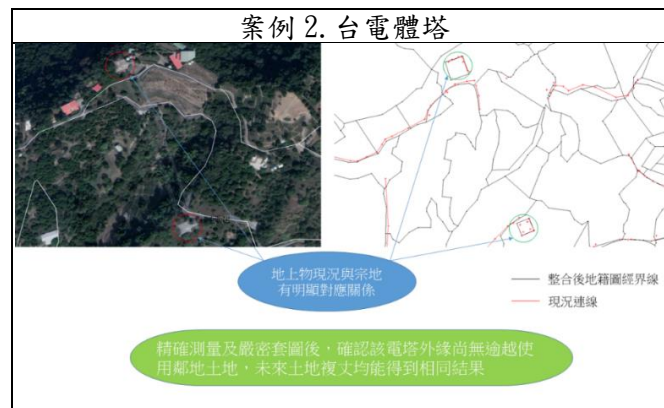 案例 2.台電體塔
地上物現況與宗地
有明顯對應關係
整合後地籍圖經界線
現況連線
精確測量及嚴密套圖後，確認該電塔外緣尚無逾越使
用鄰地土地，未來土地複丈均能得到相同結果